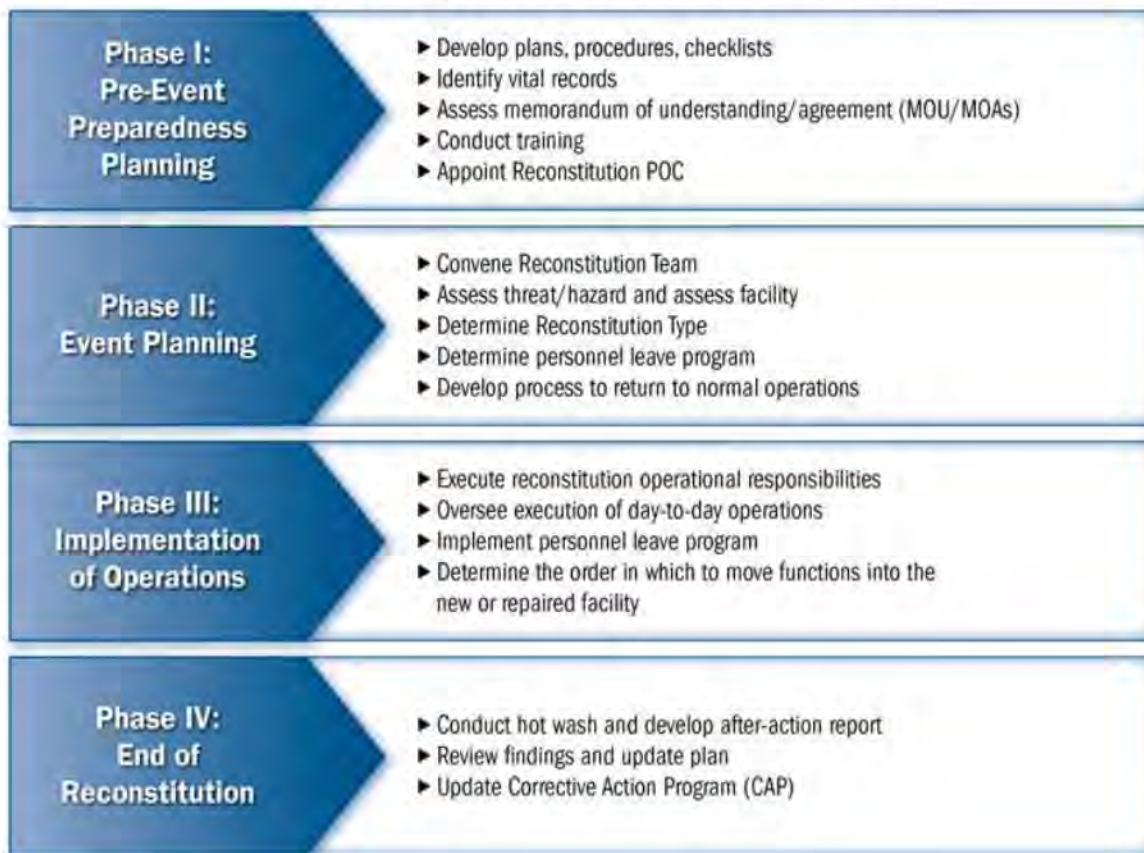 Phase I:
Pre-Event
Preparedness
Planning
► Develop plans, procedures, checklists
► Identify vital records
► Assess memorandum of understanding/agreement (MOU/MOAs)
► Conduct training
► Appoint Reconstitution POC
Phase II:
Event Planning
► Convene Reconstitution Team
► Assess threat/hazard and assess facility
► Determine Reconstitution Type
► Determine personnel leave program
► Develop process to return to normal operations
Phase III:
Implementation
of Operations
► Execute reconstitution operational responsibilities
► Oversee execution of day-to-day operations
► Implement personnel leave program
► Determine the order in which to move functions into the
new or repaired facility
Phase IV:
End of
Reconstitution
► Conduct hot wash and develop after-action report
► Review findings and update plan
► Update Corrective Action Program (CAP)